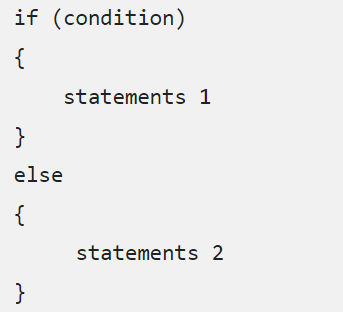 if (condition)
{
    statements 1
}
else
{
     statements 2
}